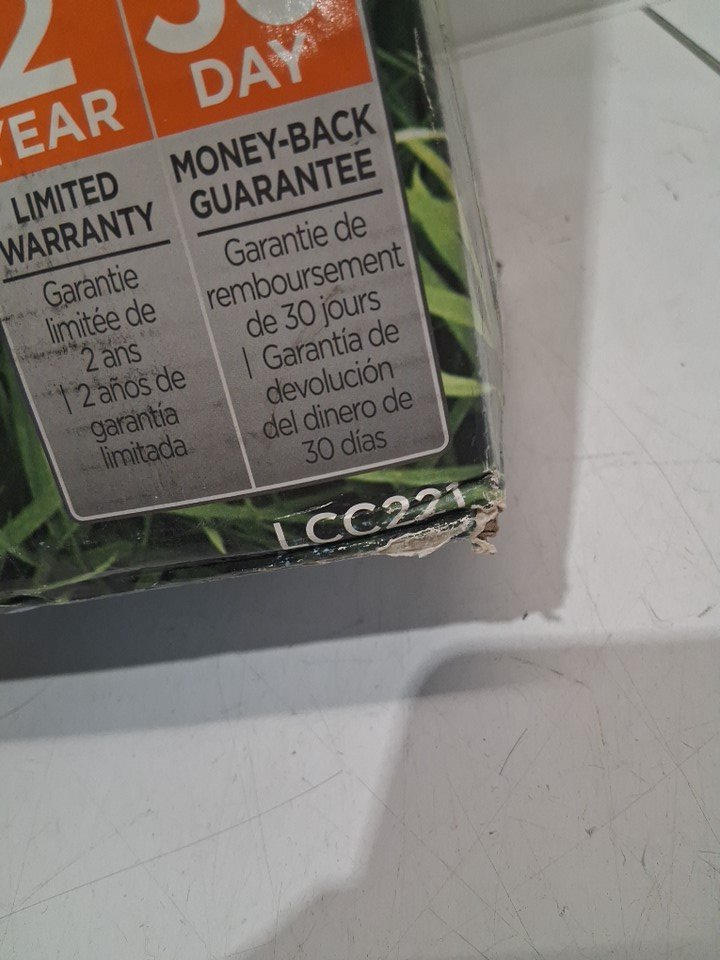 2
YEAR
LIMITED
WARRANTY
Garantie
limitée de
2 ans
| 2 años de
garantía
limitada
30
DAY
MONEY-BACK
GUARANTEE
Garantie de
remboursement
de 30 jours
| Garantía de
devolución
del dinero de
30 días
LCC221